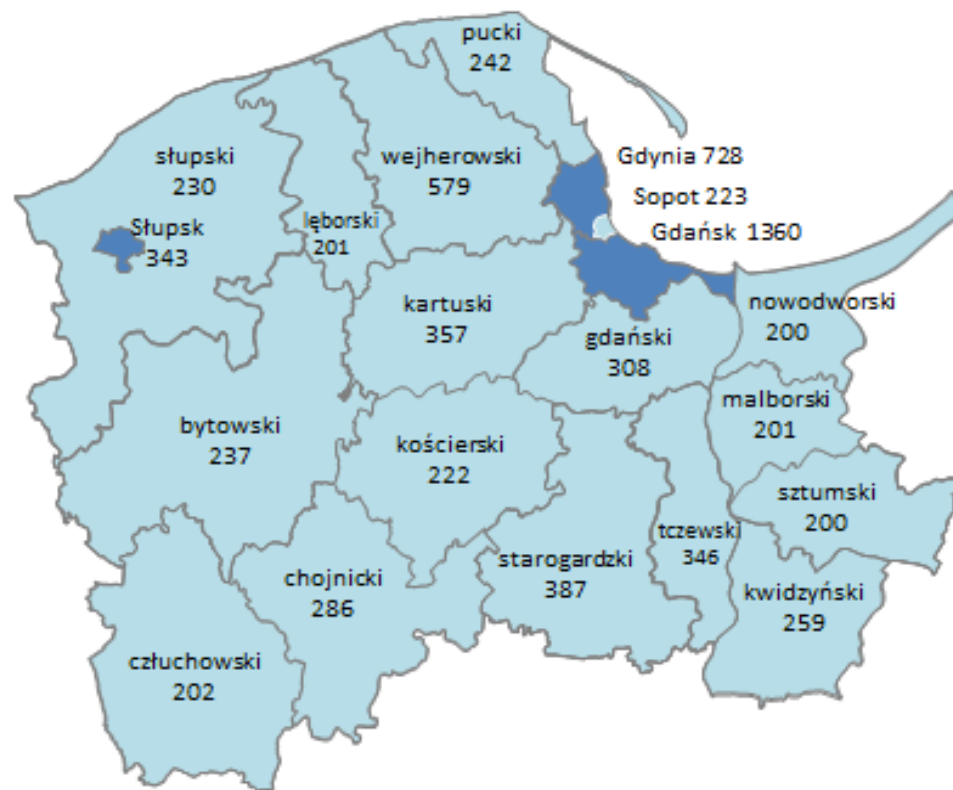 pucki
242
Gdynia 728
Sopot 223
Gdańsk 1360
słupski
230
Słupsk
343
lęborski
201
wejherowski
579
kartuski
357
gdański
308
nowodworski
200
malborski
201
bytowski
237
kościerski
222
sztumski
200
tczewski
346
starogardzki
387
chojnicki
286
kwidzyński
259
człuchowski
202